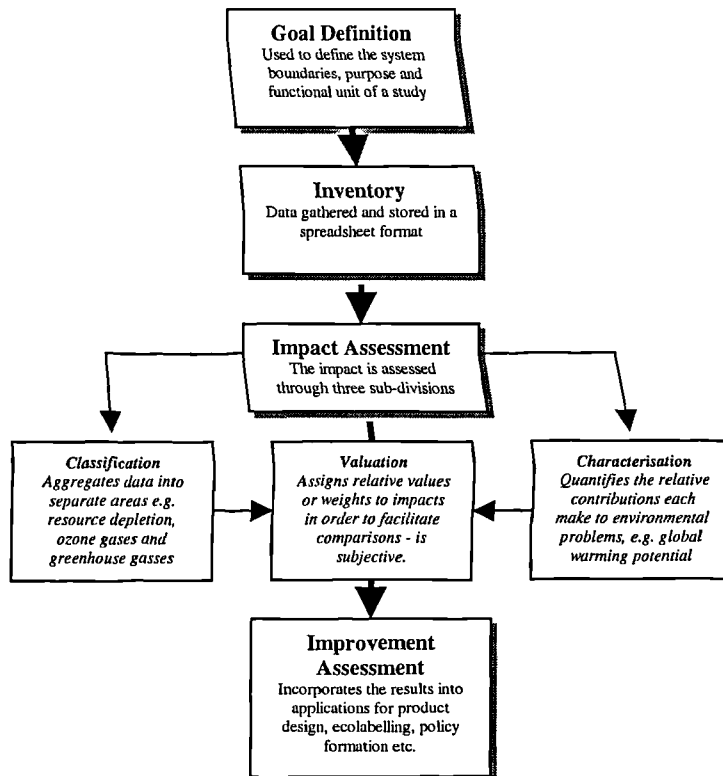 Goal Definition
Used to define the system
boundaries, purpose and
functional unit of a study
Inventory
Data gathered and stored in a
spreadsheet format
Impact Assessment
The impact is assessed
through three sub-divisions
Classification
Aggregates data into
separate areas e.g.
resource depletion,
ozone gases and
greenhouse gasses
Valuation
Assigns relative values
or weights to impacts
in order to facilitate
comparisons - is
subjective.
Characterisation
Quantifies the relative
contributions each
make to environmental
problems, e.g. global
warming potential
Improvement
Assessment
Incorporates the results into
applications for product
design, ecolabelling, policy
formation etc.